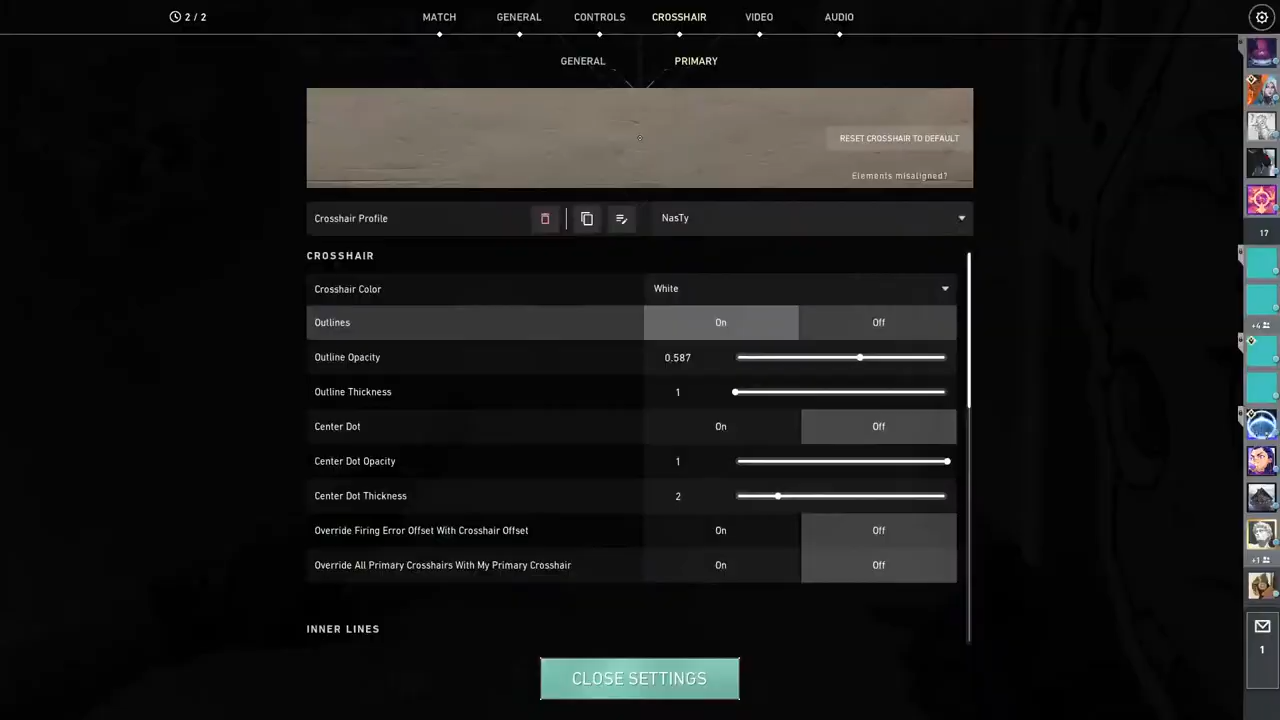 2 / 2
MATCH GENERAL CONTROLS CROSSHAIR VIDEO AUDIO
GENERAL PRIMARY
RESET CROSSHAIR TO DEFAULT
Elements misaligned?
Crosshair Profile NasTy
CROSSHAIR
Crosshair Color White
Outlines On Off
Outline Opacity 0.587
Outline Thickness 1
Center Dot On Off
Center Dot Opacity 1
Center Dot Thickness 2
Override Firing Error Offset With Crosshair Offset On Off
Override All Primary Crosshairs With My Primary Crosshair On Off
INNER LINES
CLOSE SETTINGS
17
+4
+1
1